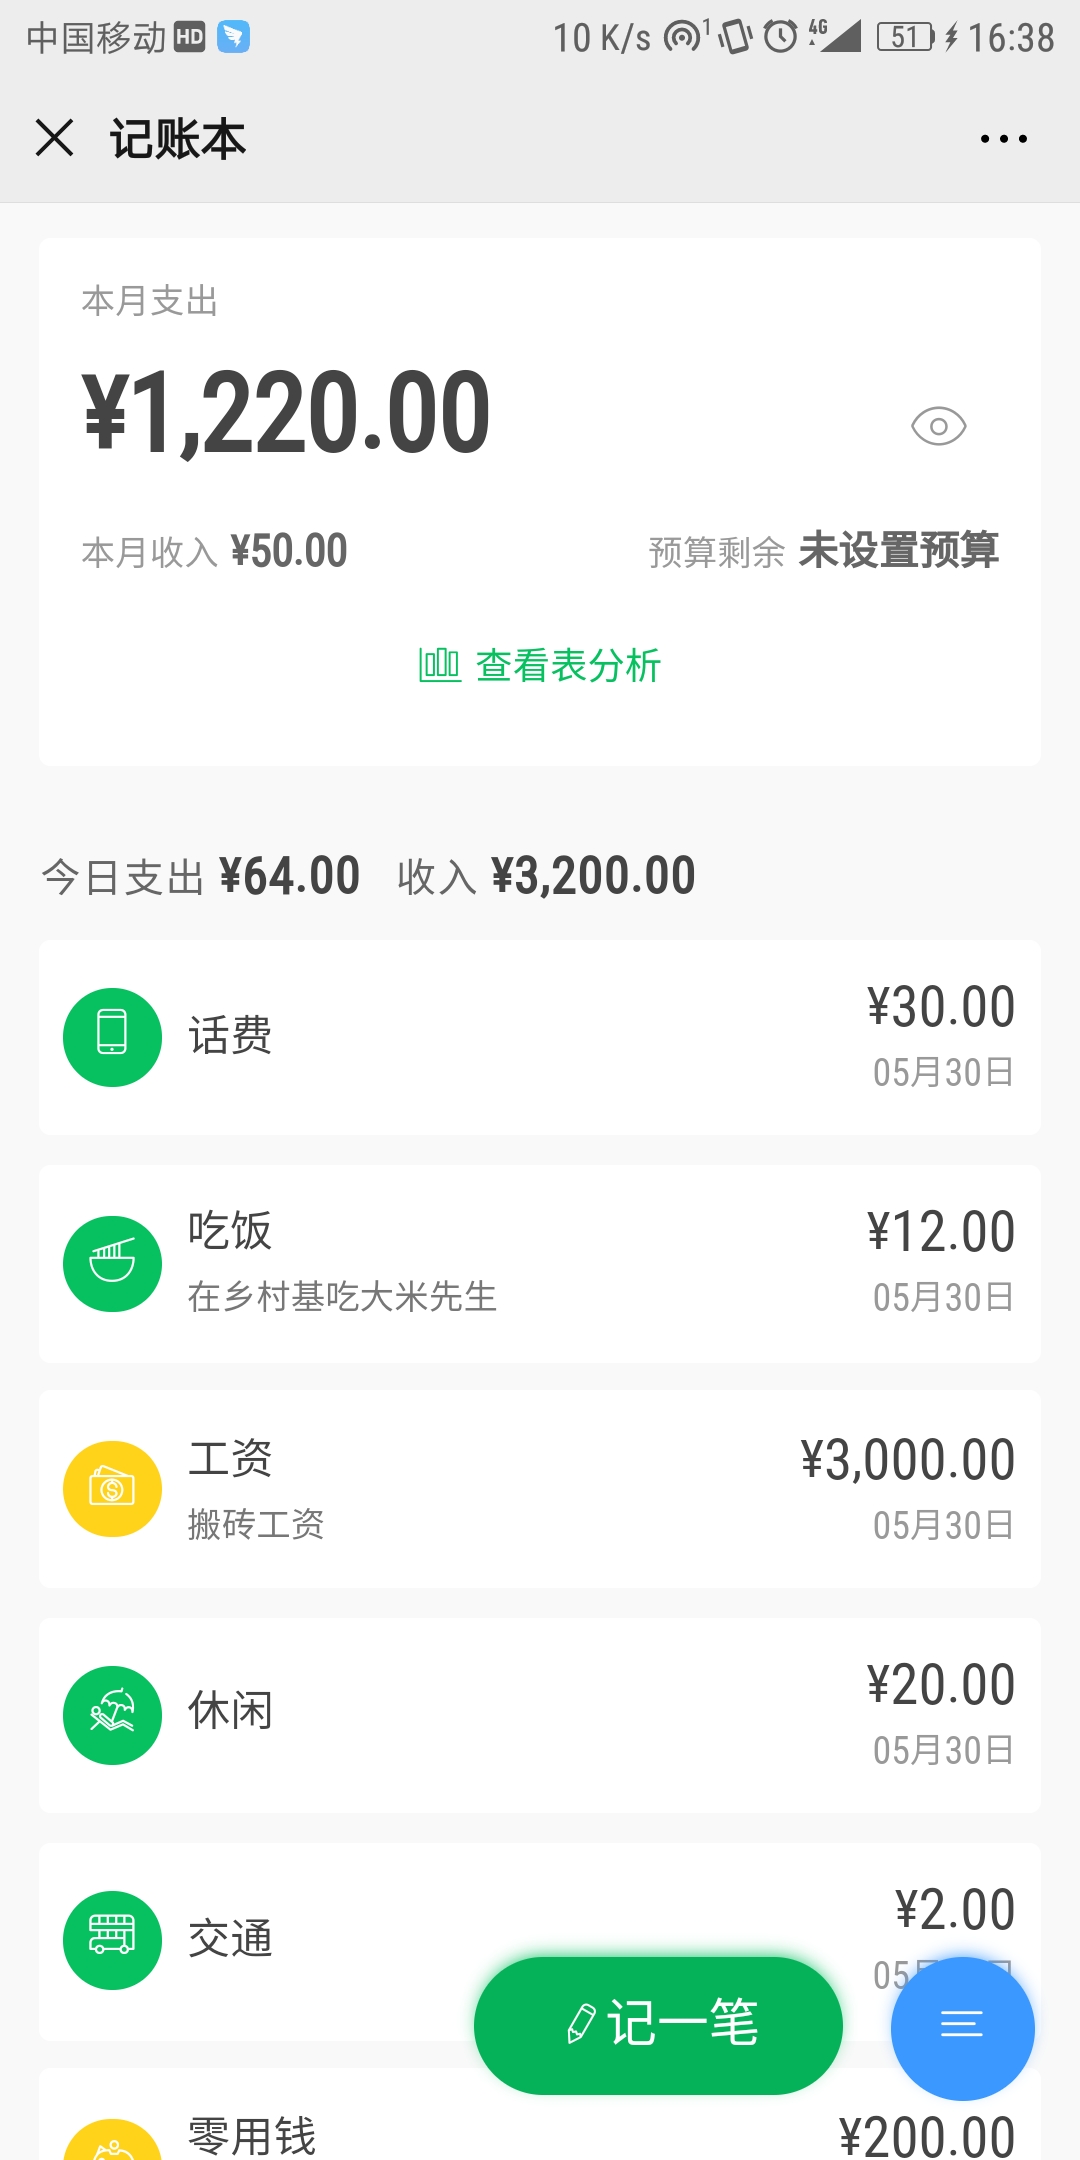 中国移动 HD 10 K/s 1 4G 51 16:38
记账本
本月支出
¥1,220.00
本月收入 ¥50.00 预算剩余 未设置预算
查看表分析
今日支出 ¥64.00 收入 ¥3,200.00
话费 ¥30.00
05月30日
吃饭 ¥12.00
在乡村基吃大米先生 05月30日
工资 ¥3,000.00
搬砖工资 05月30日
休闲 ¥20.00
05月30日
交通 ¥2.00
05
记一笔
零用钱 ¥200.00